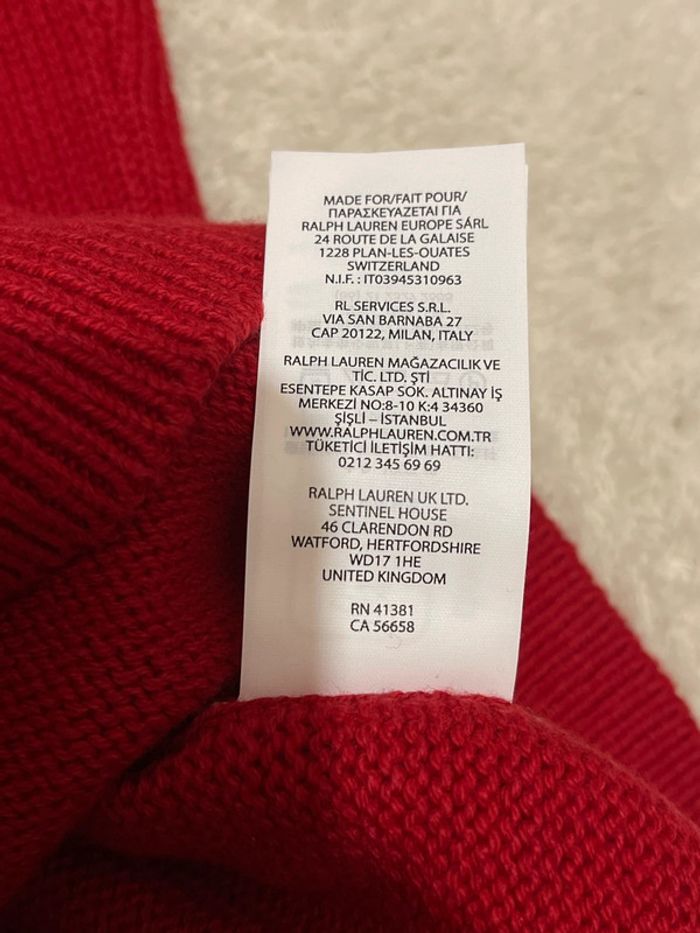 MADE FOR/FAIT POUR/
ΠΑΡΑΣΚΕΥΑΖΕΤΑΙ ΓΙΑ
RALPH LAUREN EUROPE SÁRL
24 ROUTE DE LA GALAISE
1228 PLAN-LES-OUATES
SWITZERLAND
N.I.F. : IT03945310963
RL SERVICES S.R.L.
VIA SAN BARNABA 27
CAP 20122, MILAN, ITALY
RALPH LAUREN MAĞAZACILIK VE
TİC. LTD. ŞTİ
ESENTEPE KASAP SOK. ALTINAY İŞ
MERKEZİ NO:8-10 K:4 34360
ŞİŞLİ – İSTANBUL
WWW.RALPHLAUREN.COM.TR
TÜKETİCİ İLETİŞİM HATTI:
0212 345 69 69
RALPH LAUREN UK LTD.
SENTINEL HOUSE
46 CLARENDON RD
WATFORD, HERTFORDSHIRE
WD17 1HE
UNITED KINGDOM
RN 41381
CA 56658